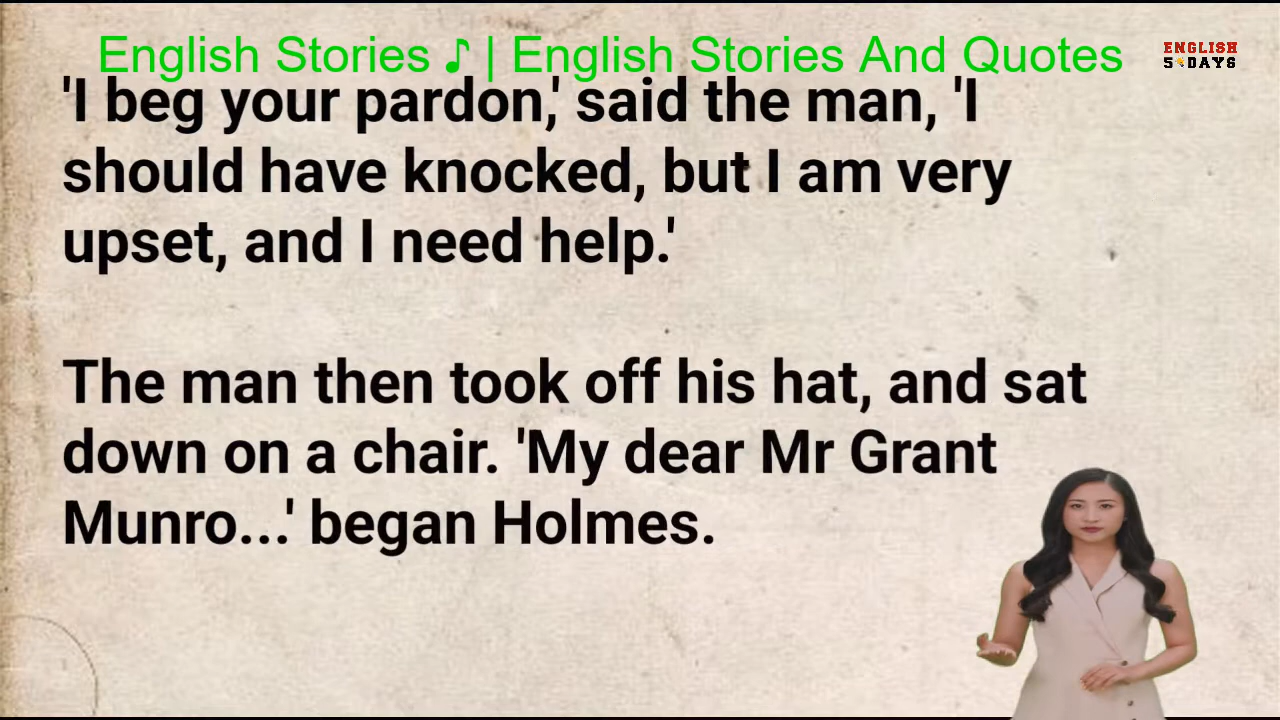 English Stories ♪ | English Stories And Quotes
ENGLISH
5 DAYS
'I beg your pardon,' said the man, 'I
should have knocked, but I am very
upset, and I need help.'
The man then took off his hat, and sat
down on a chair. 'My dear Mr Grant
Munro...' began Holmes.